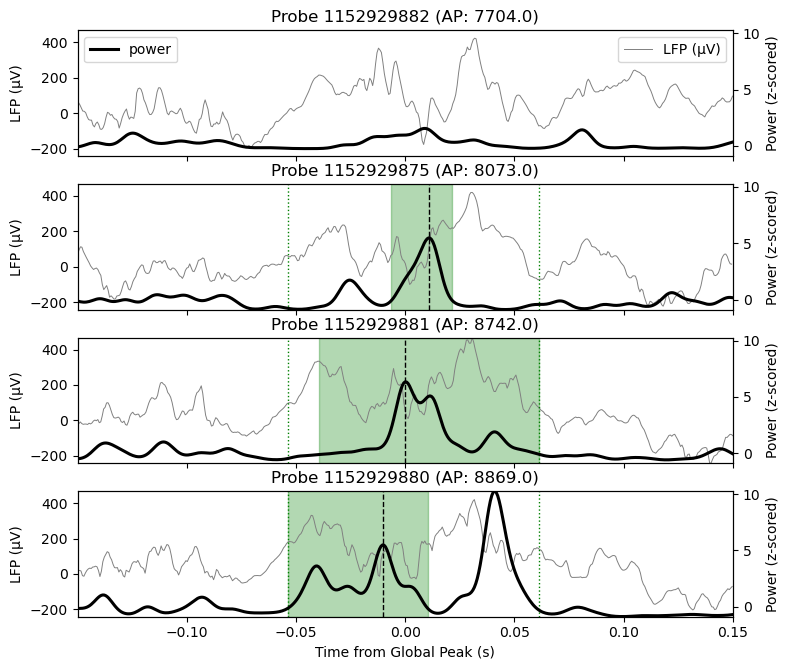 Probe 1152929882 (AP: 7704.0)
400
200
0
−200
LFP (μV)
power
LFP (μV)
10
5
0
Power (z-scored)
Probe 1152929875 (AP: 8073.0)
400
200
0
−200
LFP (μV)
10
5
0
Power (z-scored)
Probe 1152929881 (AP: 8742.0)
400
200
0
−200
LFP (μV)
10
5
0
Power (z-scored)
Probe 1152929880 (AP: 8869.0)
400
200
0
−200
LFP (μV)
10
5
0
Power (z-scored)
−0.10
−0.05
0.00
0.05
0.10
0.15
Time from Global Peak (s)